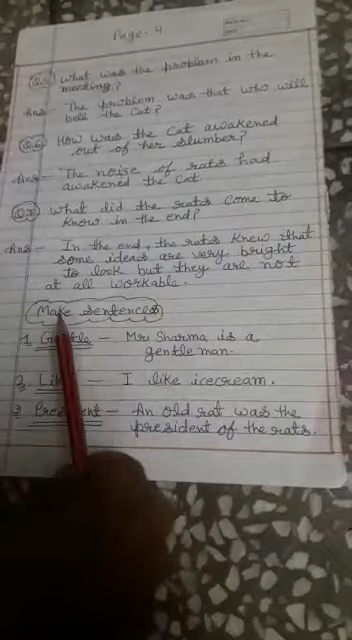 Page-4
Q.5 What was the problem in the
meeting?
Ans- The problem was that who will
bell the cat?
Q.6 How was the cat awakened
out of her slumber?
Ans- The noise of rats had
awakened the cat.
What did the rats come to
know in the end?
Ans- In the end, the rats knew that
some ideas are very bright
to look but they are not
at all workable.
Make sentences
1. Gentle - Mr Sharma is a
gentle man.
2. Like - I like icecream.
3. President - An old rat was the
president of the rats.